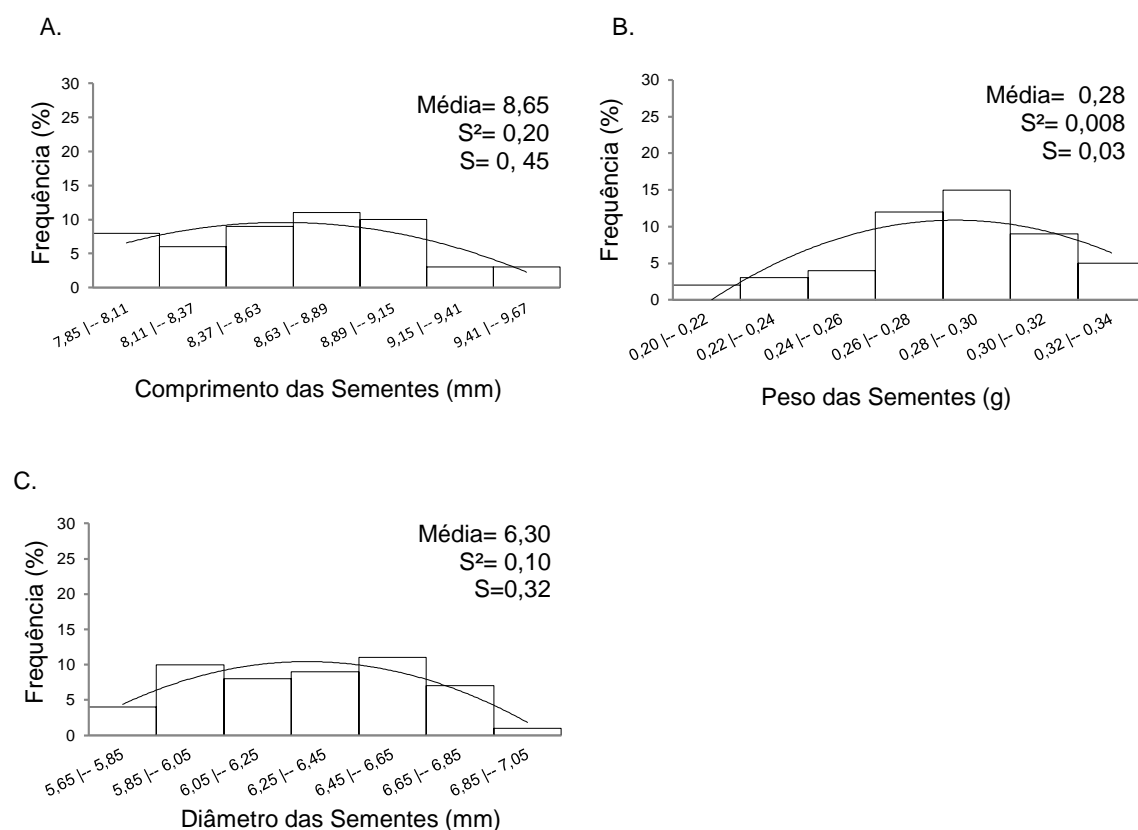 A.
30
25
20
15
10
5
0
Frequência (%)
Média= 8,65
S²= 0,20
S= 0, 45
7,85 |-- 8,11
8,11 |-- 8,37
8,37 |-- 8,63
8,63 |-- 8,89
8,89 |-- 9,15
9,15 |-- 9,41
9,41 |-- 9,67
Comprimento das Sementes (mm)
B.
30
25
20
15
10
5
0
Frequência (%)
Média= 0,28
S²= 0,008
S= 0,03
0,20 |-- 0,22
0,22 |-- 0,24
0,24 |-- 0,26
0,26 |-- 0,28
0,28 |-- 0,30
0,30 |-- 0,32
0,32 |-- 0,34
Peso das Sementes (g)
C.
30
25
20
15
10
5
0
Frequência (%)
Média= 6,30
S²= 0,10
S=0,32
5,65 |-- 5,85
5,85 |-- 6,05
6,05 |-- 6,25
6,25 |-- 6,45
6,45 |-- 6,65
6,65 |-- 6,85
6,85 |-- 7,05
Diâmetro das Sementes (mm)